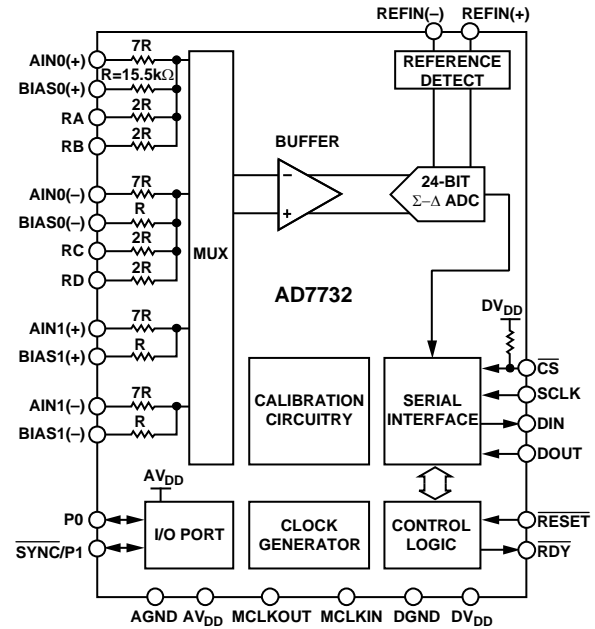 REFIN(–) REFIN(+)
AIN0(+) 7R
R=15.5kΩ
BIAS0(+)
RA 2R
RB 2R
REFERENCE
DETECT
BUFFER
–
+
24-BIT
Σ–Δ ADC
AIN0(–) 7R
BIAS0(–) R
RC 2R
RD 2R
MUX
AD7732
AIN1(+) 7R
BIAS1(+) R
AIN1(–) 7R
BIAS1(–) R
DVDD
CALIBRATION
CIRCUITRY
SERIAL
INTERFACE
CS
SCLK
DIN
DOUT
AVDD
P0
SYNC/P1
I/O PORT
CLOCK
GENERATOR
CONTROL
LOGIC
RESET
RDY
AGND AVDD MCLKOUT MCLKIN DGND DVDD